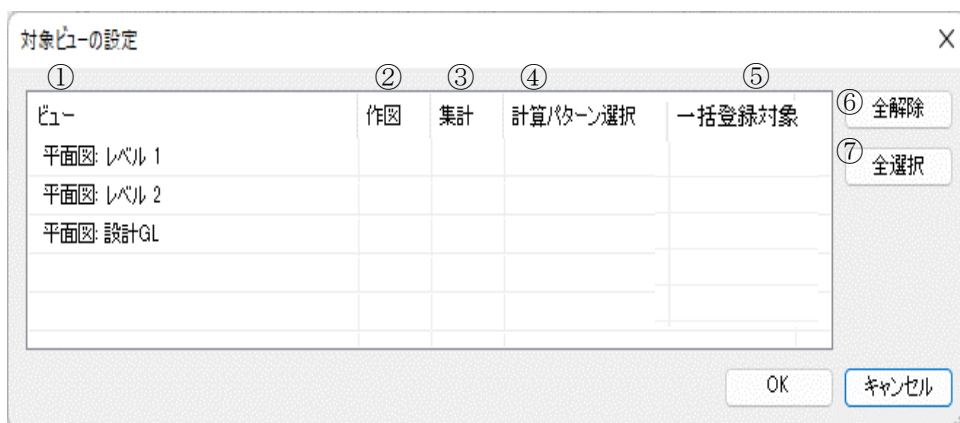 対象ビューの設定
① ② ③ ④ ⑤
ビュー 作図 集計 計算パターン選択 一括登録対象
⑥ 全解除
平面図: レベル 1
⑦ 全選択
平面図: レベル 2
平面図: 設計GL
OK キャンセル